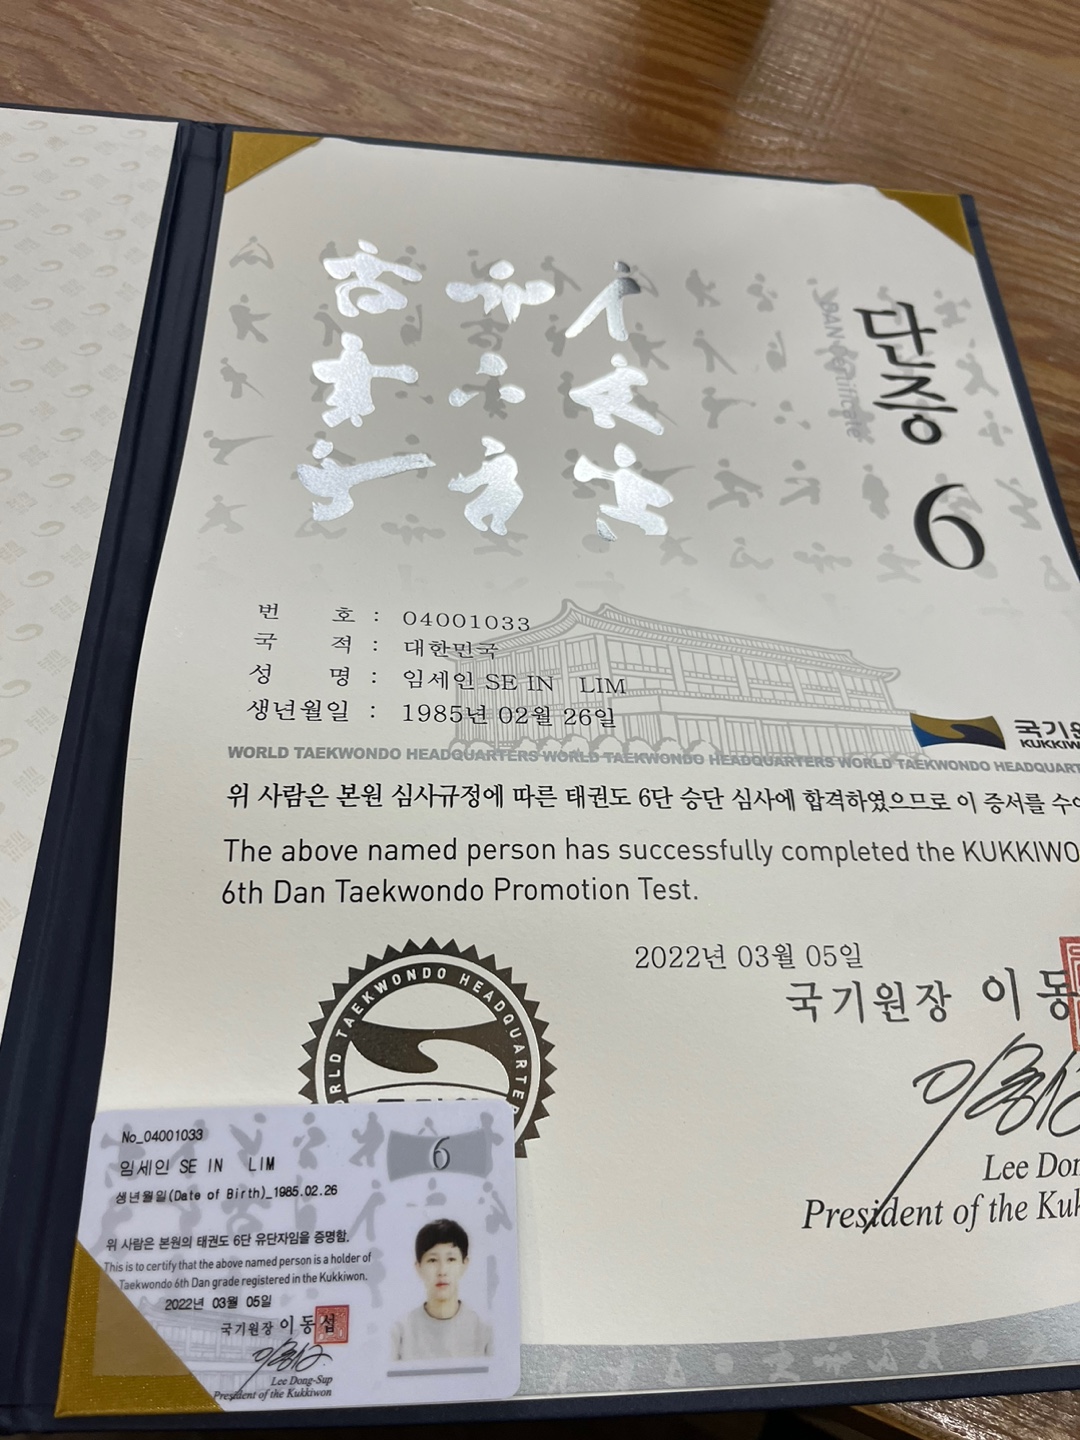 단증
DAN Certificate
6
번 호 : 04001033
국 적 : 대한민국
성 명 : 임세인 SE IN LIM
생년월일 : 1985년 02월 26일
국기원
WORLD TAEKWONDO HEADQUARTERS WORLD TAEKWONDO HEADQUARTERS WORLD TAEKWONDO HEADQUART
위 사람은 본원 심사규정에 따른 태권도 6단 승단 심사에 합격하였으므로 이 증서를 수여
The above named person has successfully completed the KUKKIWO
6th Dan Taekwondo Promotion Test.
2022년 03월 05일
국기원장 이 동
Lee Don
President of the Kuk
WORLD TAEKWONDO HEADQUARTER
No_04001033
6
임세인 SE IN LIM
생년월일(Date of Birth)_1985.02.26
위 사람은 본원의 태권도 6단 유단자임을 증명함.
This is to certify that the above named person is a holder of
Taekwondo 6th Dan grade registered in the Kukkiwon.
2022년 03월 05일
국기원장 이동섭
Lee Dong-Sup
President of the Kukkiwon